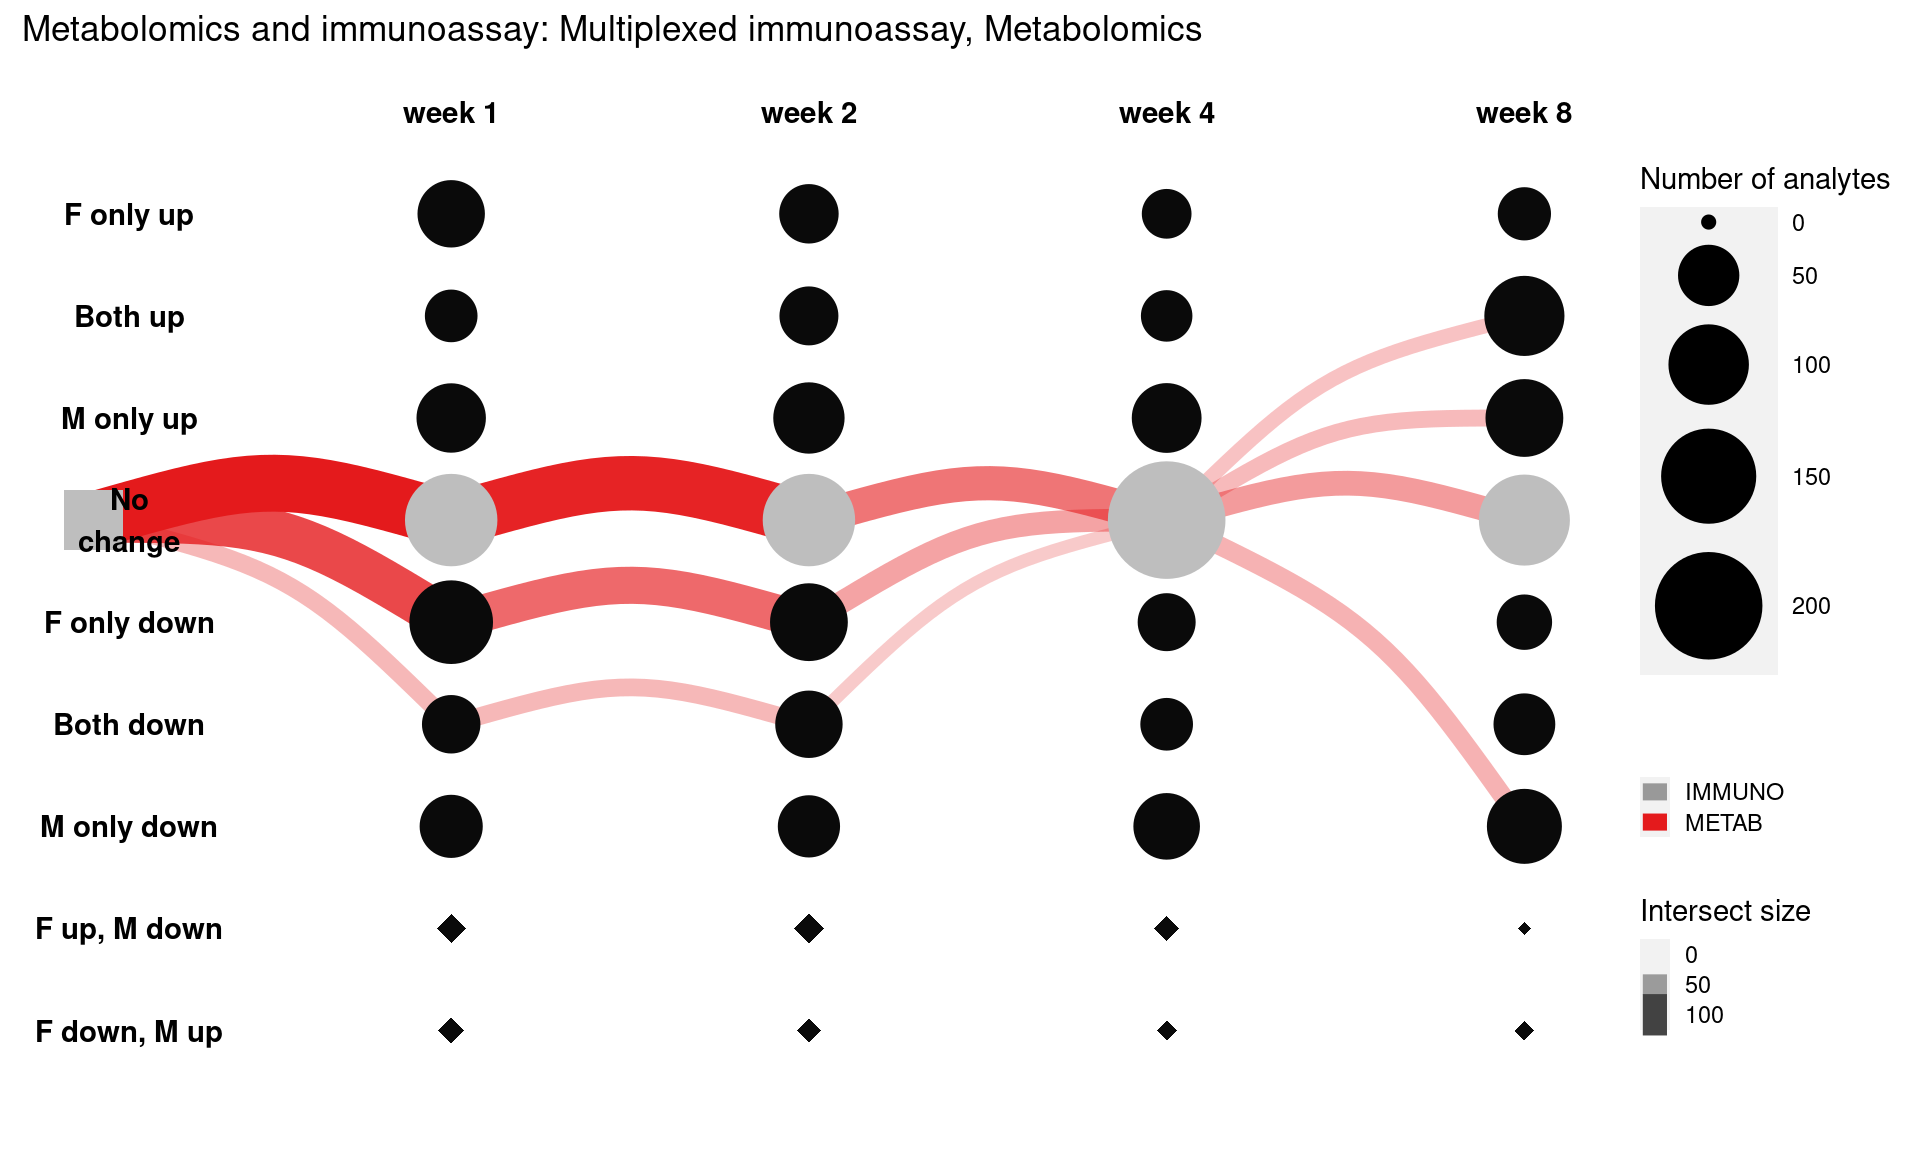 Metabolomics and immunoassay: Multiplexed immunoassay, Metabolomics
week 1
week 2
week 4
week 8
F only up
Both up
M only up
No
change
F only down
Both down
M only down
F up, M down
F down, M up
Number of analytes
0
50
100
150
200
IMMUNO
METAB
Intersect size
0
50
100